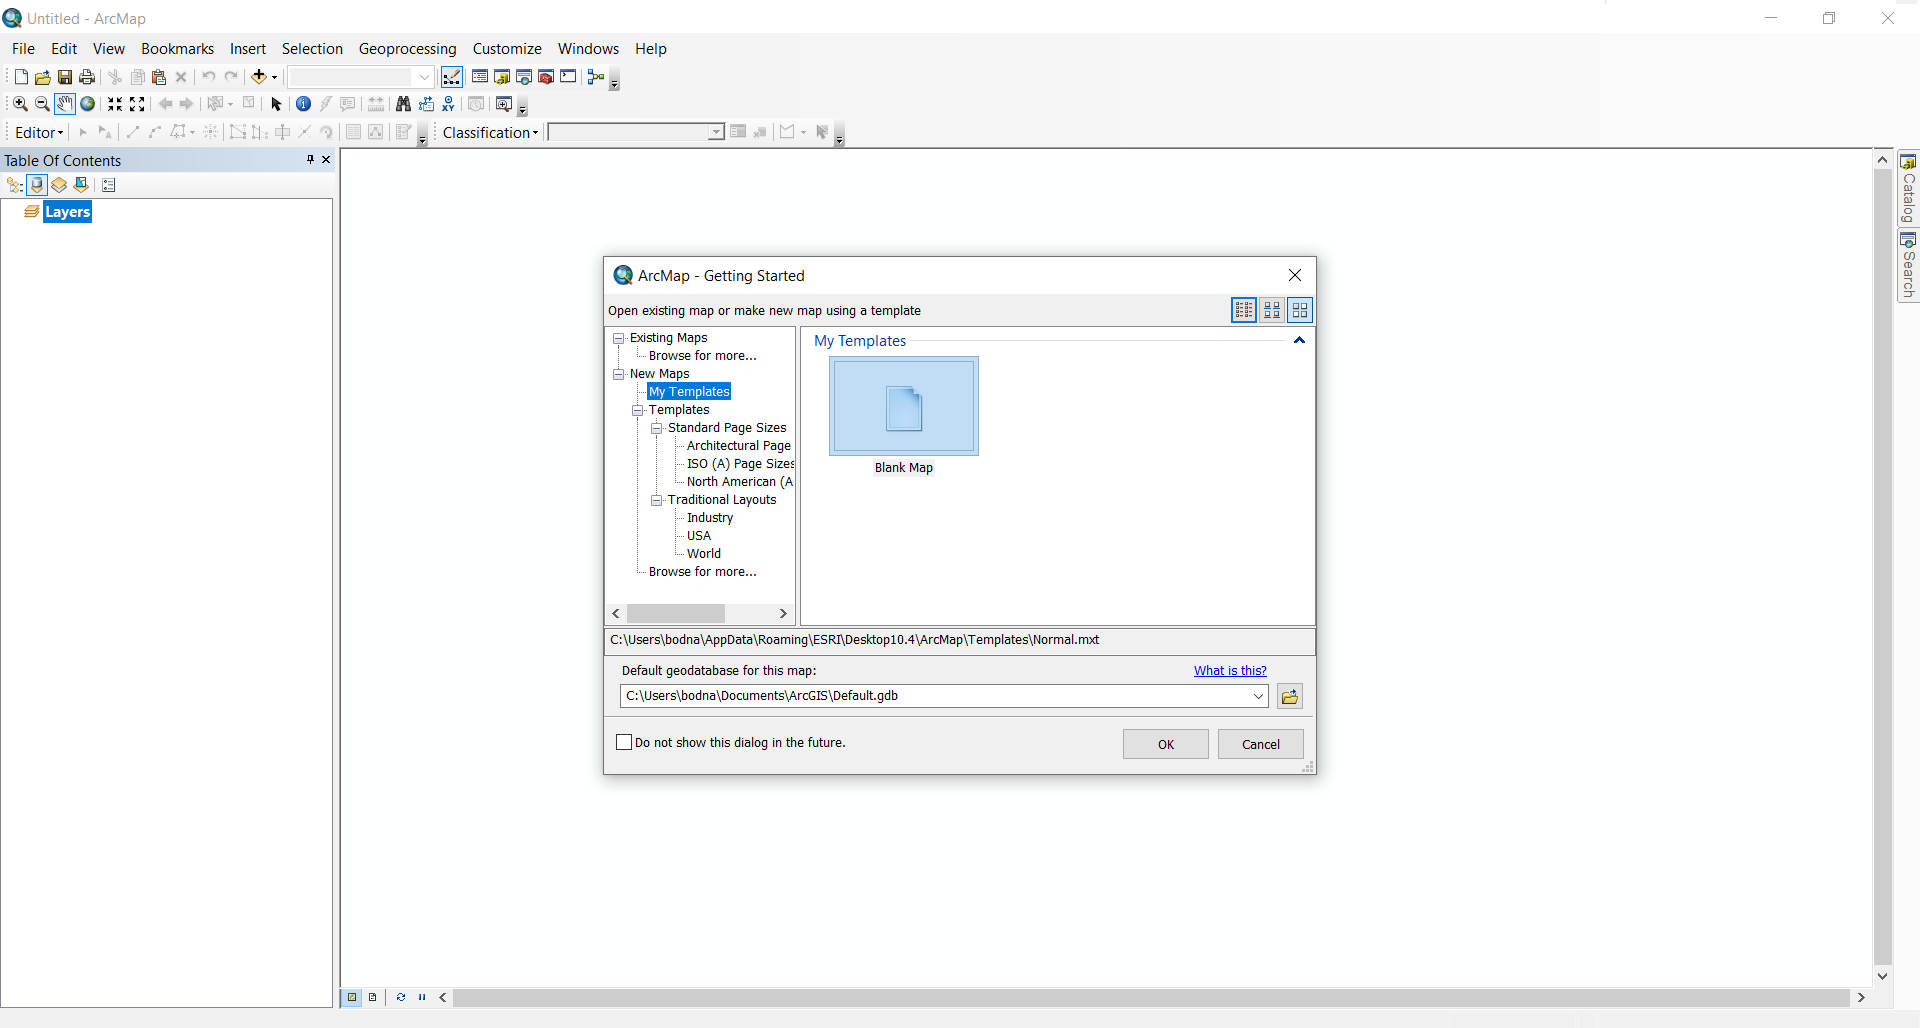 Untitled - ArcMap
File Edit View Bookmarks Insert Selection Geoprocessing Customize Windows Help
Editor Classification
Table Of Contents
Layers
Catalog
Search
ArcMap - Getting Started
Open existing map or make new map using a template
Existing Maps
Browse for more...
New Maps
My Templates
Templates
Standard Page Sizes
Architectural Page
ISO (A) Page Sizes
North American (A
Traditional Layouts
Industry
USA
World
Browse for more...
My Templates
Blank Map
C:\Users\bodna\AppData\Roaming\ESRI\Desktop10.4\ArcMap\Templates\Normal.mxt
Default geodatabase for this map: What is this?
C:\Users\bodna\Documents\ArcGIS\Default.gdb
Do not show this dialog in the future.
OK Cancel